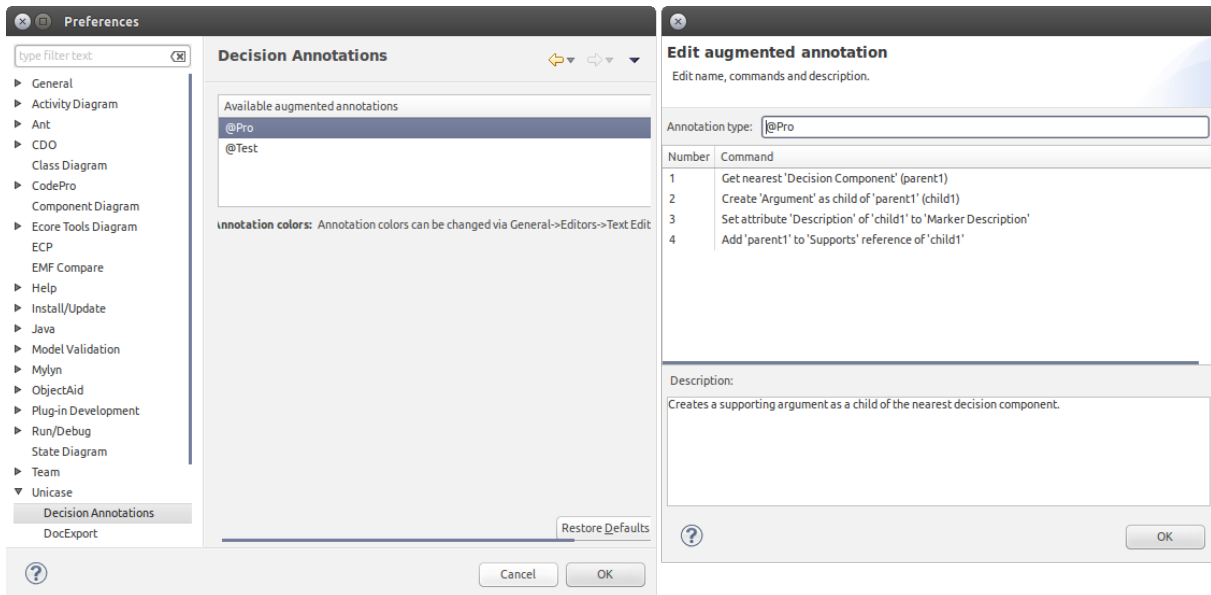 Preferences
type filter text
General
Activity Diagram
Ant
CDO
Class Diagram
CodePro
Component Diagram
Ecore Tools Diagram
ECP
EMF Compare
Help
Install/Update
Java
Model Validation
Mylyn
ObjectAid
Plug-in Development
Run/Debug
State Diagram
Team
Unicase
Decision Annotations
DocExport
Decision Annotations
Available augmented annotations
@Pro
@Test
nnotation colors: Annotation colors can be changed via General->Editors->Text Edit
Restore Defaults
Cancel
OK
Edit augmented annotation
Edit name, commands and description.
Annotation type: @Pro
Number Command
1 Get nearest 'Decision Component' (parent1)
2 Create 'Argument' as child of 'parent1' (child1)
3 Set attribute 'Description' of 'child1' to 'Marker Description'
4 Add 'parent1' to 'Supports' reference of 'child1'
Description:
Creates a supporting argument as a child of the nearest decision component.
?
OK
?